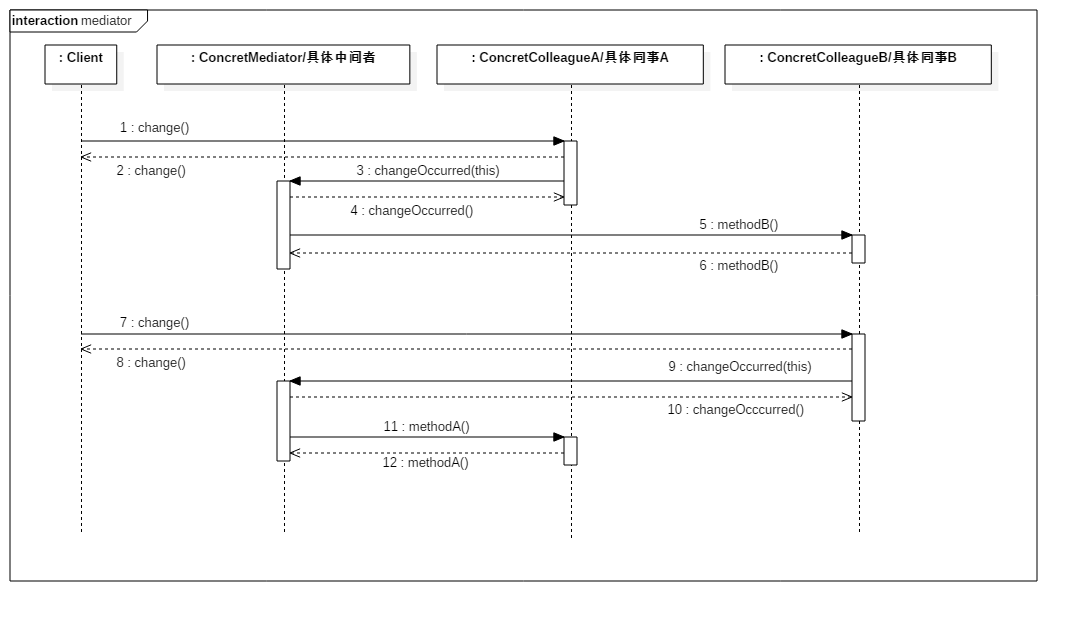 interaction mediator
: Client
: ConcretMediator/具体中间者
: ConcretColleagueA/具体同事A
: ConcretColleagueB/具体同事B
1 : change()
2 : change()
3 : changeOccurred(this)
4 : changeOccurred()
5 : methodB()
6 : methodB()
7 : change()
8 : change()
9 : changeOccurred(this)
10 : changeOcccurred()
11 : methodA()
12 : methodA()